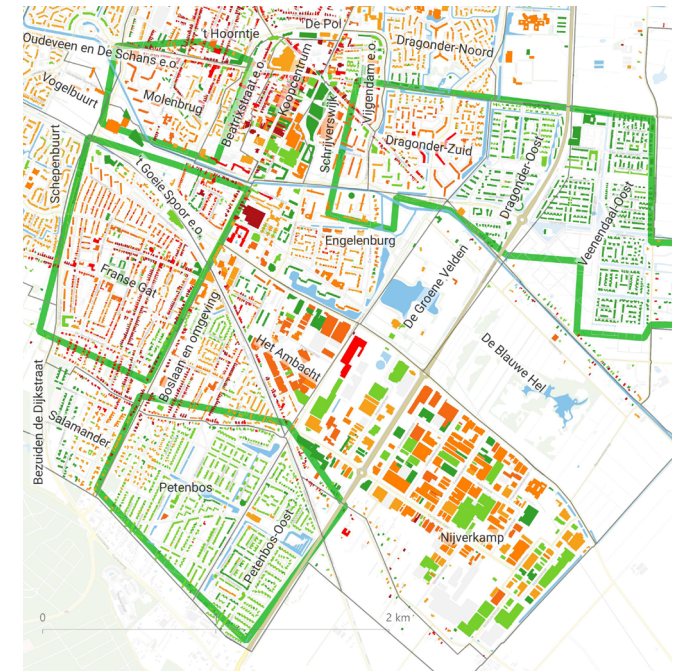 't Hoorntje
De Pol
Oudeveen en De Schans e.o.
Dragonder-Noord
Vogelbuurt
Molenbrug
Beatrixstraat e.o.
Koopcentrum
Schrijverswijk
Vijgendam e.o.
Dragonder-Zuid
Schepenbuurt
't Goeie Spoor e.o.
Dragonder-Oost
Veenendaal-Oost
Engelenburg
Franse Gat
De Groene Velden
Boslaan en omgeving
Het Ambacht
De Blauwe Hel
Bezuiden de Dijkstraat
Salamander
Petenbos
Petenbos-Oost
Nijverkamp
0
2 km